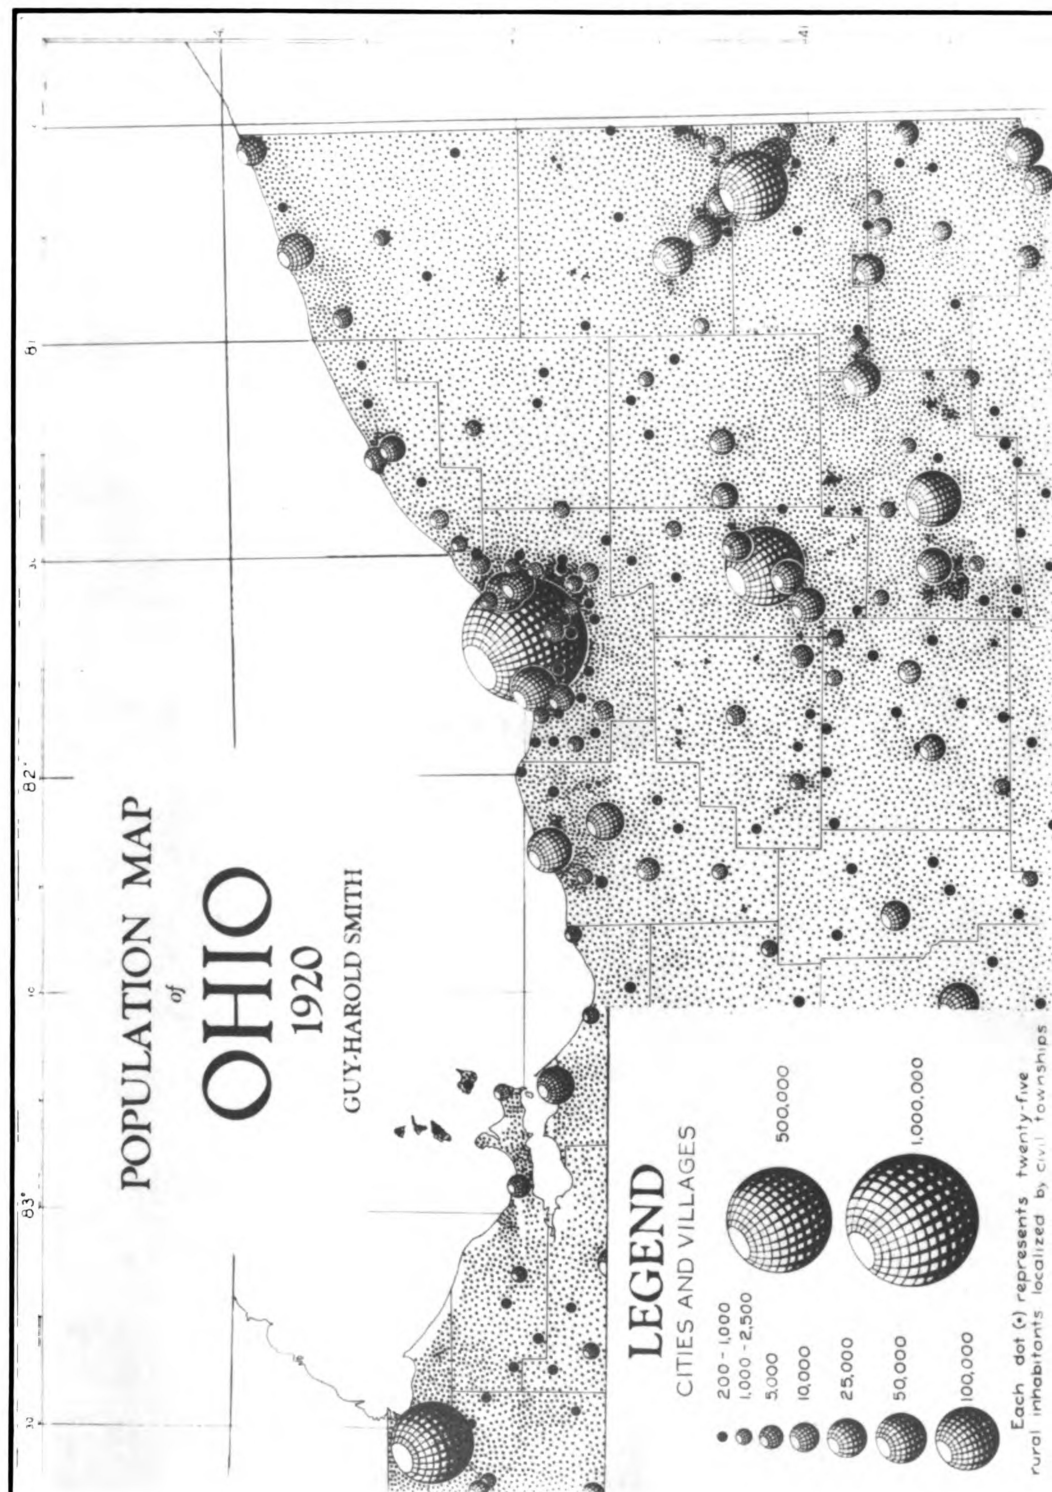 POPULATION MAP
of
OHIO
1920
GUY-HAROLD SMITH
LEGEND
CITIES AND VILLAGES
200 - 1,000
1,000 - 2,500
5,000
10,000
25,000
50,000
100,000
500,000
1,000,000
Each dot (•) represents twenty-five
rural inhabitants localized by civil townships
82°
83°